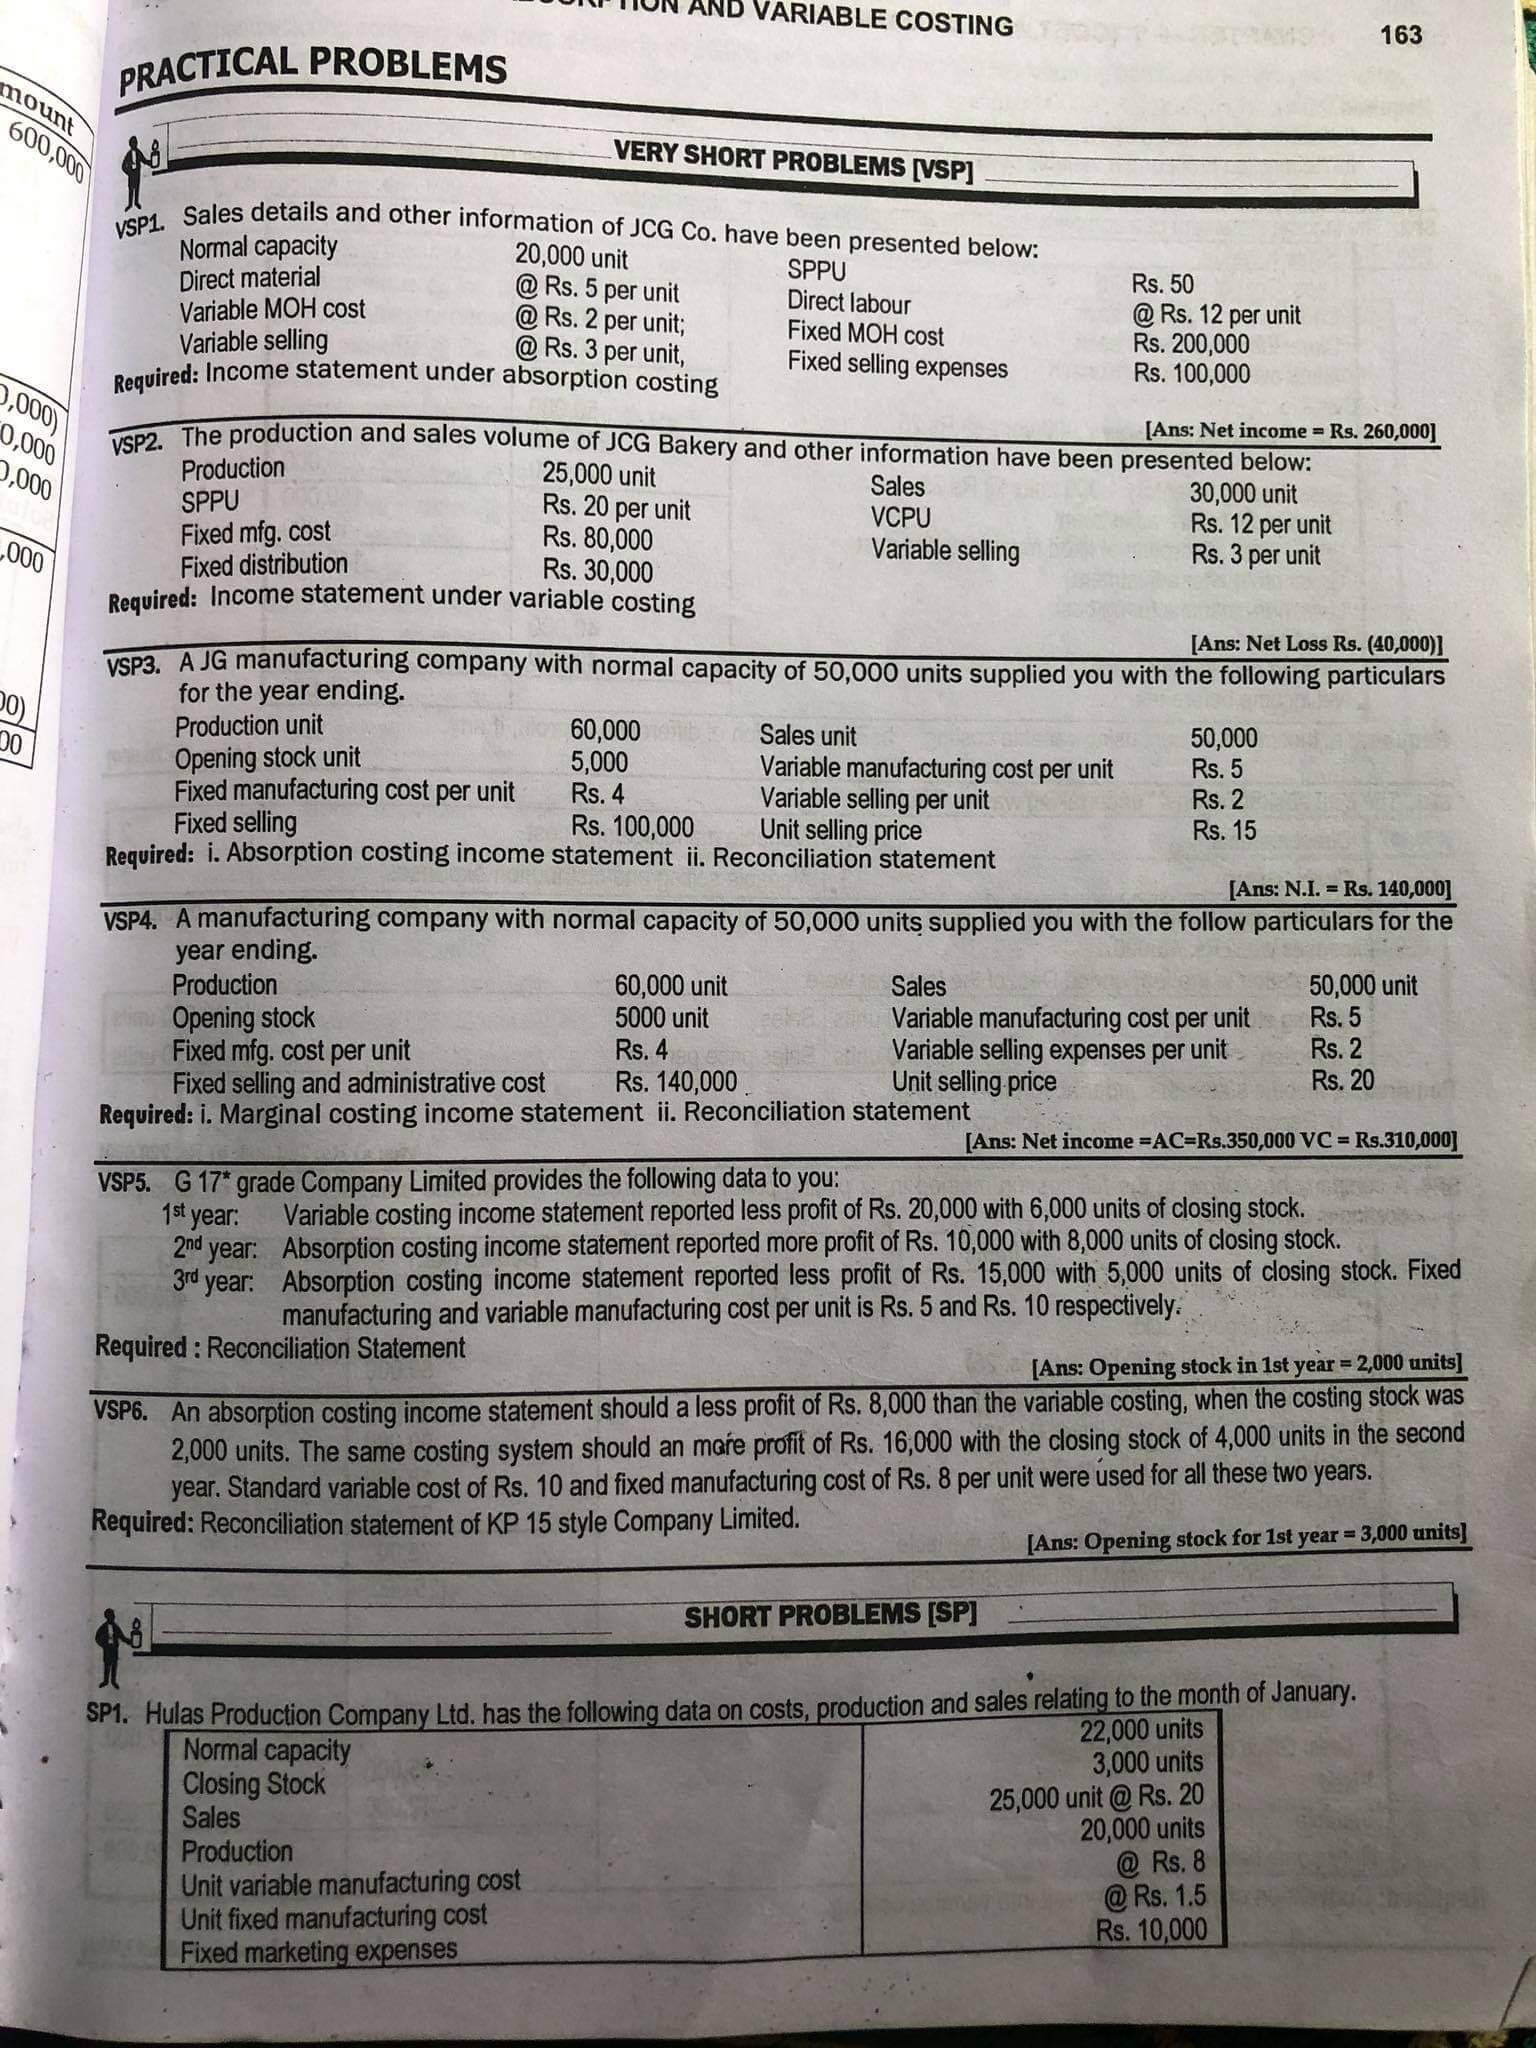 AND VARIABLE COSTING
163
PRACTICAL PROBLEMS
VERY SHORT PROBLEMS [VSP]
VSP1. Sales details and other information of JCG Co. have been presented below:
Normal capacity 20,000 unit SPPU Rs. 50
Direct material @ Rs. 5 per unit Direct labour @ Rs. 12 per unit
Variable MOH cost @ Rs. 2 per unit; Fixed MOH cost Rs. 200,000
Variable selling @ Rs. 3 per unit, Fixed selling expenses Rs. 100,000
Required: Income statement under absorption costing
[Ans: Net income = Rs. 260,000]
VSP2. The production and sales volume of JCG Bakery and other information have been presented below:
Production 25,000 unit Sales 30,000 unit
SPPU Rs. 20 per unit VCPU Rs. 12 per unit
Fixed mfg. cost Rs. 80,000 Variable selling Rs. 3 per unit
Fixed distribution Rs. 30,000
Required: Income statement under variable costing
[Ans: Net Loss Rs. (40,000)]
VSP3. A JG manufacturing company with normal capacity of 50,000 units supplied you with the following particulars
for the year ending.
Production unit 60,000 Sales unit 50,000
Opening stock unit 5,000 Variable manufacturing cost per unit Rs. 5
Fixed manufacturing cost per unit Rs. 4 Variable selling per unit Rs. 2
Fixed selling Rs. 100,000 Unit selling price Rs. 15
Required: i. Absorption costing income statement ii. Reconciliation statement
[Ans: N.I. = Rs. 140,000]
VSP4. A manufacturing company with normal capacity of 50,000 units supplied you with the follow particulars for the
year ending.
Production 60,000 unit Sales 50,000 unit
Opening stock 5000 unit Variable manufacturing cost per unit Rs. 5
Fixed mfg. cost per unit Rs. 4 Variable selling expenses per unit Rs. 2
Fixed selling and administrative cost Rs. 140,000 Unit selling price Rs. 20
Required: i. Marginal costing income statement ii. Reconciliation statement
[Ans: Net income =AC=Rs.350,000 VC = Rs.310,000]
VSP5. G 17* grade Company Limited provides the following data to you:
1st year: Variable costing income statement reported less profit of Rs. 20,000 with 6,000 units of closing stock.
2nd year: Absorption costing income statement reported more profit of Rs. 10,000 with 8,000 units of closing stock.
3rd year: Absorption costing income statement reported less profit of Rs. 15,000 with 5,000 units of closing stock. Fixed
manufacturing and variable manufacturing cost per unit is Rs. 5 and Rs. 10 respectively.
Required : Reconciliation Statement
[Ans: Opening stock in 1st year = 2,000 units]
VSP6. An absorption costing income statement should a less profit of Rs. 8,000 than the variable costing, when the costing stock was
2,000 units. The same costing system should an more profit of Rs. 16,000 with the closing stock of 4,000 units in the second
year. Standard variable cost of Rs. 10 and fixed manufacturing cost of Rs. 8 per unit were used for all these two years.
Required: Reconciliation statement of KP 15 style Company Limited.
[Ans: Opening stock for 1st year = 3,000 units]
SHORT PROBLEMS [SP]
SP1. Hulas Production Company Ltd. has the following data on costs, production and sales relating to the month of January.
Normal capacity 22,000 units
Closing Stock 3,000 units
Sales 25,000 unit @ Rs. 20
Production 20,000 units
Unit variable manufacturing cost @ Rs. 8
Unit fixed manufacturing cost @ Rs. 1.5
Fixed marketing expenses Rs. 10,000
mount
600,000
0,000
,000
00